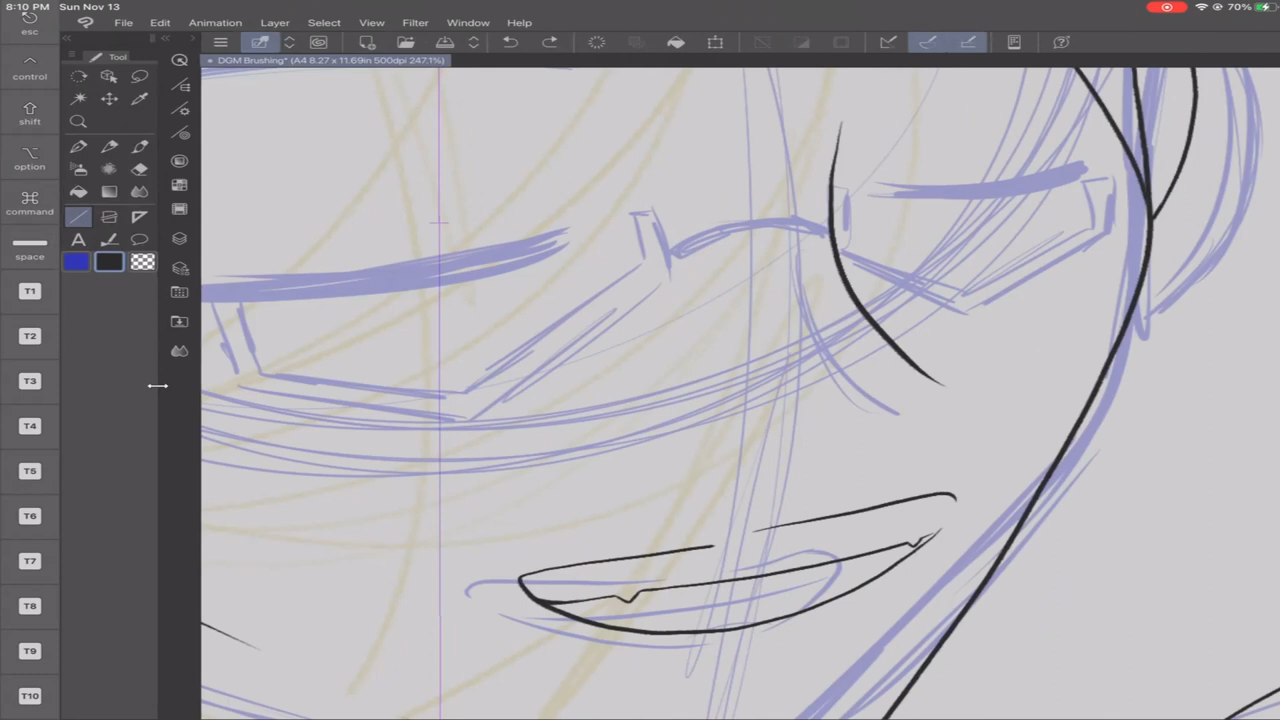 8:10 PM Sun Nov 13
70%
esc
File Edit Animation Layer Select View Filter Window Help
Tool
DGM Brushing* (A4 8.27 x 11.69in 500dpi 247.1%)
control
shift
option
command
A
space
T1
T2
T3
T4
T5
T6
T7
T8
T9
T10